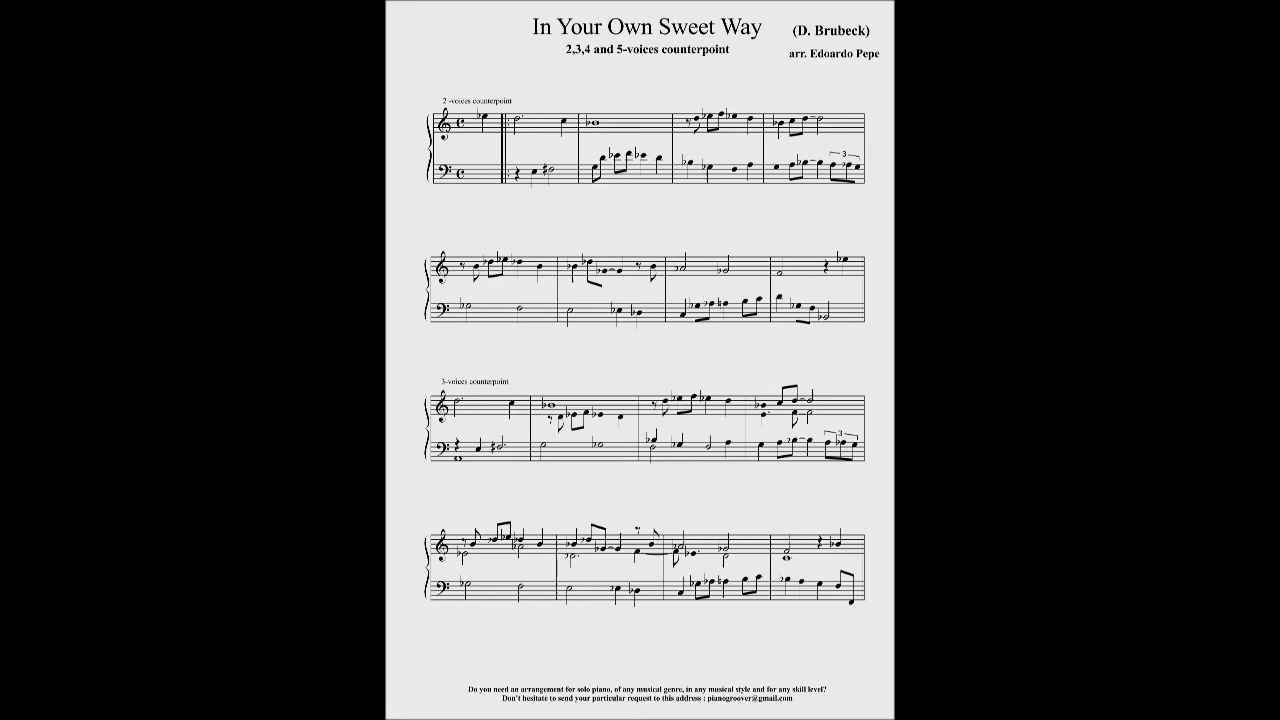 In Your Own Sweet Way
(D. Brubeck)
2,3,4 and 5-voices counterpoint
arr. Edoardo Pepe
2 -voices counterpoint
3
3-voices counterpoint
3
Do you need an arrangement for solo piano, of any musical genre, in any musical style and for any skill level?
Don't hesitate to send your particular request to this address : pianogroover@gmail.com